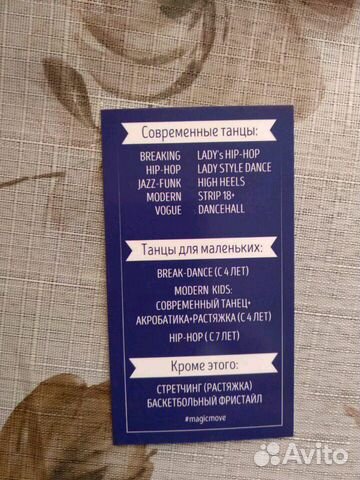 Современные танцы:
BREAKING LADY's HIP-HOP
HIP-HOP LADY STYLE DANCE
JAZZ-FUNK HIGH HEELS
MODERN STRIP 18+
VOGUE DANCEHALL
Танцы для маленьких:
BREAK-DANCE (С 4 ЛЕТ)
MODERN KIDS:
СОВРЕМЕННЫЙ ТАНЕЦ+
АКРОБАТИКА+РАСТЯЖКА (С 4 ЛЕТ)
HIP-HOP ( С 7 ЛЕТ)
Кроме этого:
СТРЕТЧИНГ (РАСТЯЖКА)
БАСКЕТБОЛЬНЫЙ ФРИСТАЙЛ
#magicmove
Avito